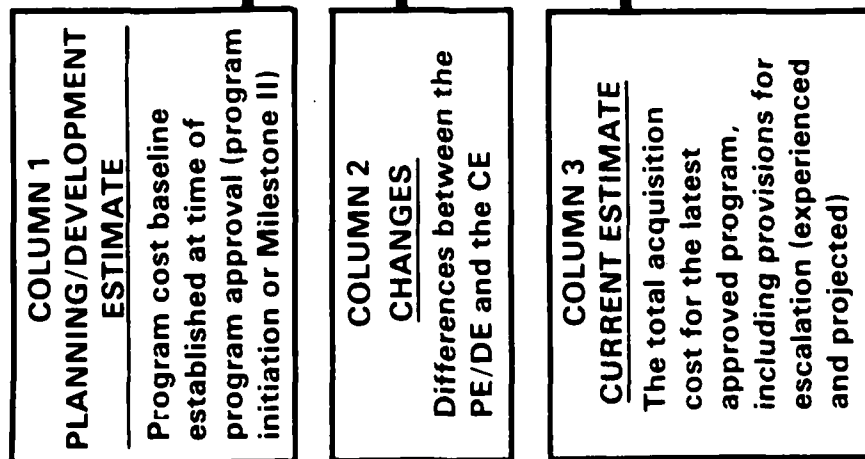 COLUMN 1
PLANNING/DEVELOPMENT
ESTIMATE
Program cost baseline
established at time of
program approval (program
initiation or Milestone II)
COLUMN 2
CHANGES
Differences between the
PE/DE and the CE
COLUMN 3
CURRENT ESTIMATE
The total acquisition
cost for the latest
approved program,
including provisions for
escalation (experienced
and projected)